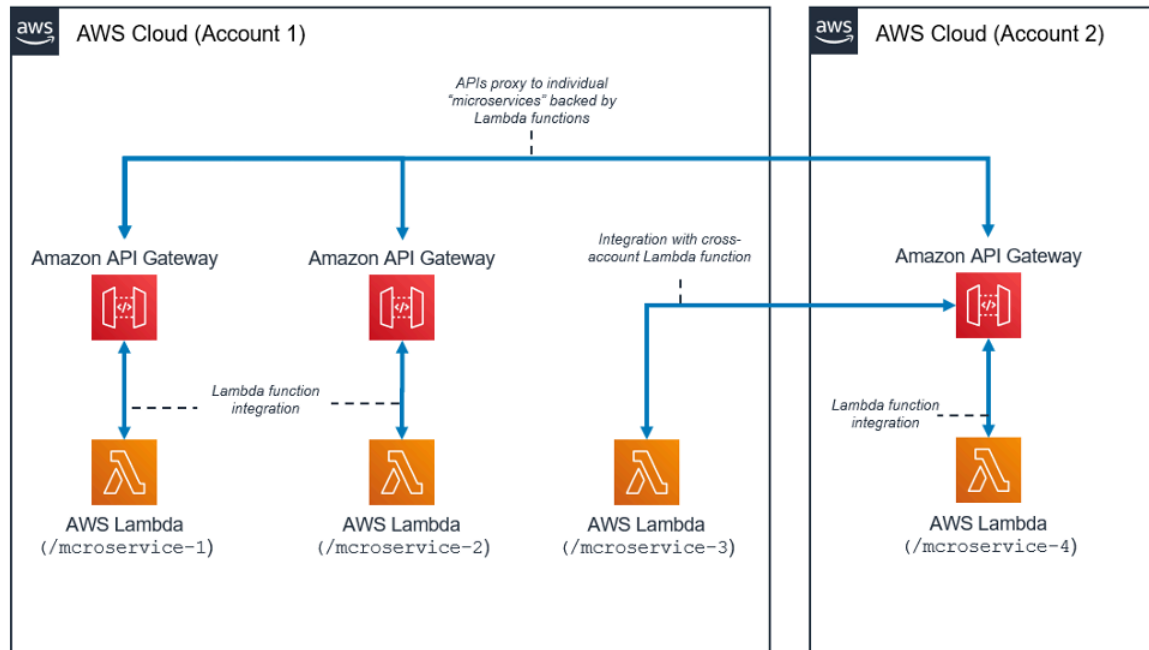 aws
AWS Cloud (Account 1)
aws
AWS Cloud (Account 2)
APIs proxy to individual
“microservices” backed by
Lambda functions
Integration with cross-
account Lambda function
Amazon API Gateway
Amazon API Gateway
Amazon API Gateway
</>
</>
</>
Lambda function
integration
Lambda function
integration
AWS Lambda
(/mcroservice-1)
AWS Lambda
(/mcroservice-2)
AWS Lambda
(/mcroservice-3)
AWS Lambda
(/mcroservice-4)